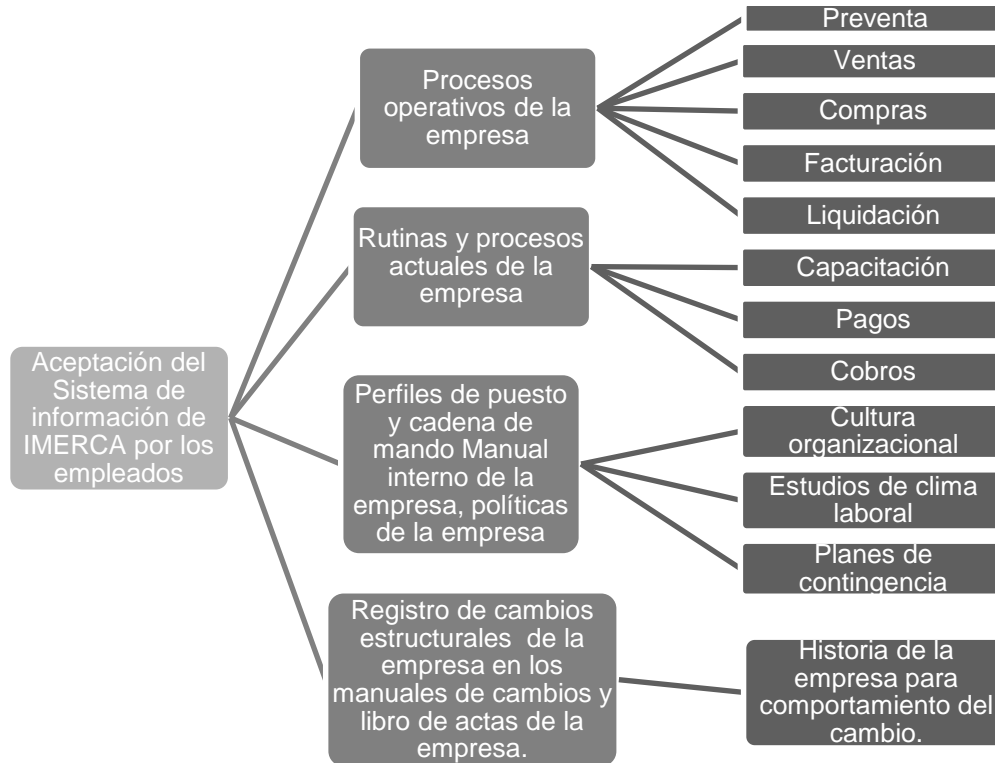 Aceptación del
Sistema de
información de
IMERCA por los
empleados
Procesos
operativos de la
empresa
Preventa
Ventas
Compras
Facturación
Liquidación
Rutinas y procesos
actuales de la
empresa
Capacitación
Pagos
Cobros
Perfiles de puesto
y cadena de
mando Manual
interno de la
empresa, políticas
de la empresa
Cultura
organizacional
Estudios de clima
laboral
Planes de
contingencia
Registro de cambios
estructurales de la
empresa en los
manuales de cambios y
libro de actas de la
empresa.
Historia de la
empresa para
comportamiento del
cambio.